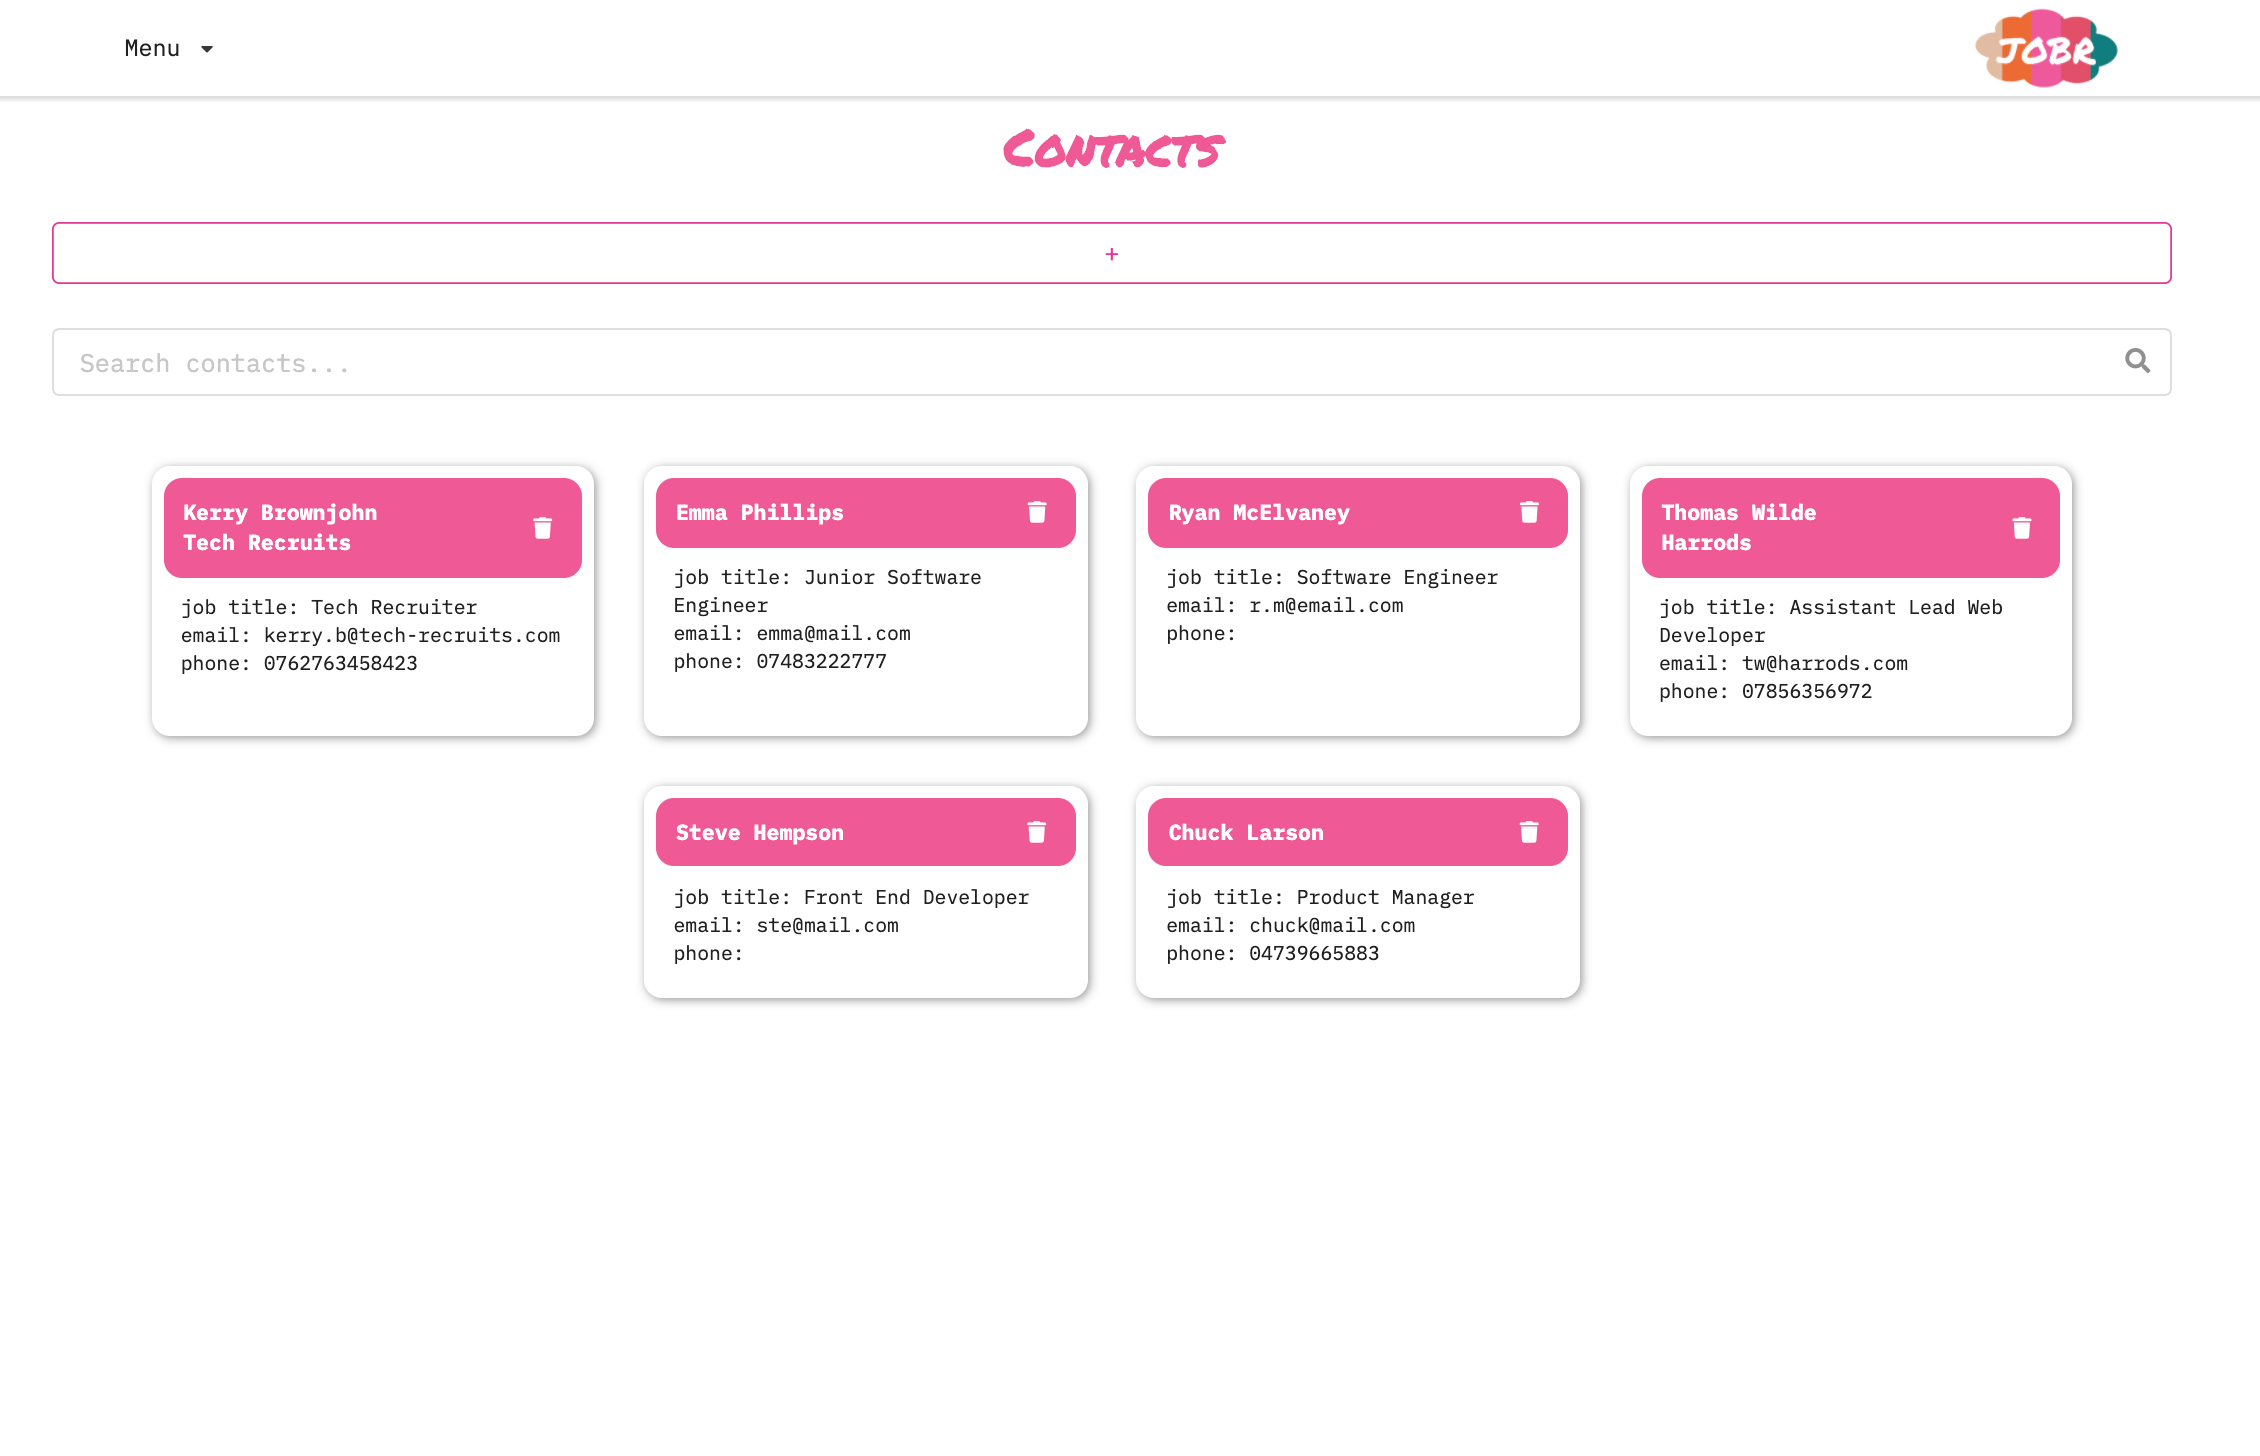 Menu
JOBR
Contacts
+
Search contacts...
Kerry Brownjohn
Tech Recruits
job title: Tech Recruiter
email: kerry.b@tech-recruits.com
phone: 0762763458423
Emma Phillips
job title: Junior Software
Engineer
email: emma@mail.com
phone: 07483222777
Ryan McElvaney
job title: Software Engineer
email: r.m@email.com
phone:
Thomas Wilde
Harrods
job title: Assistant Lead Web
Developer
email: tw@harrods.com
phone: 07856356972
Steve Hempson
job title: Front End Developer
email: ste@mail.com
phone:
Chuck Larson
job title: Product Manager
email: chuck@mail.com
phone: 04739665883